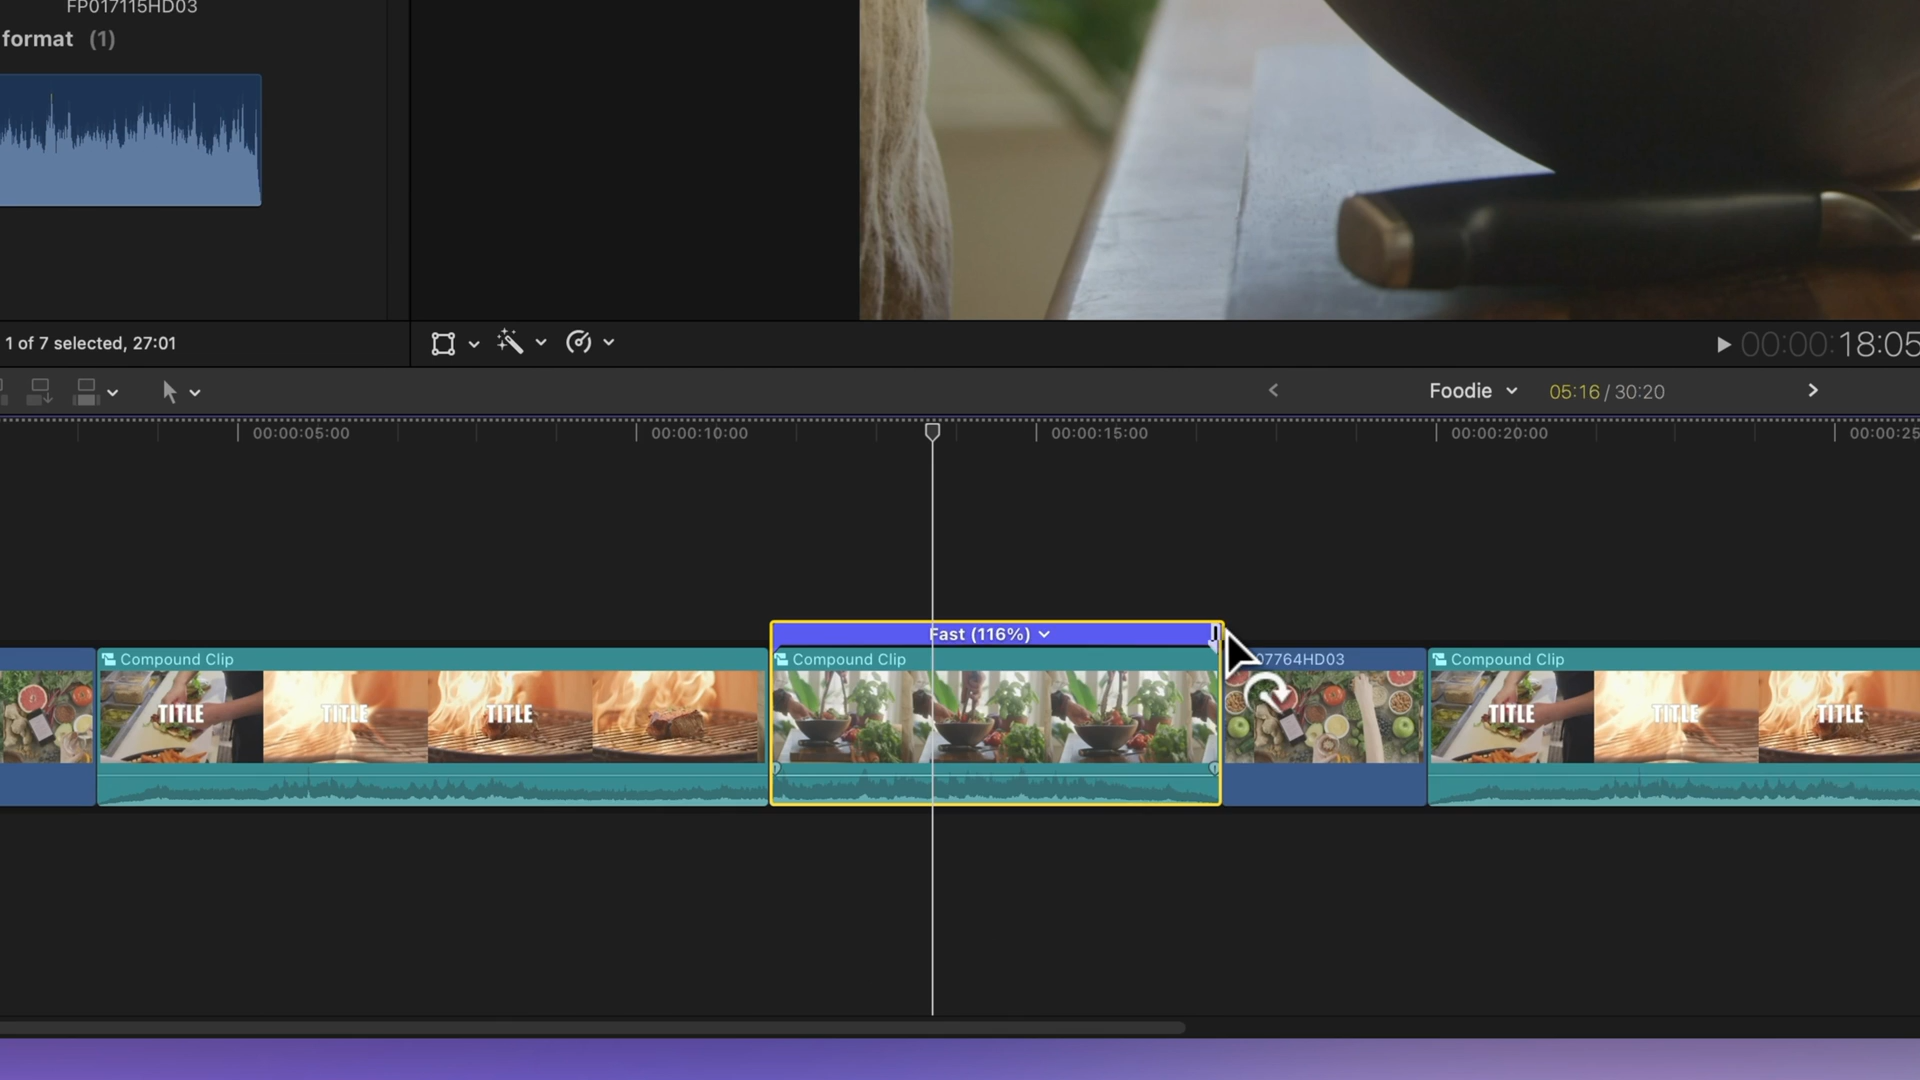 FP017115HD03
format (1)
1 of 7 selected, 27:01
00:00:18:05
Foodie 05:16 / 30:20
00:00:05:00 00:00:10:00 00:00:15:00 00:00:20:00 00:00:25
Fast (116%)
Compound Clip Compound Clip 07764HD03 Compound Clip
TITLE TITLE TITLE TITLE TITLE TITLE